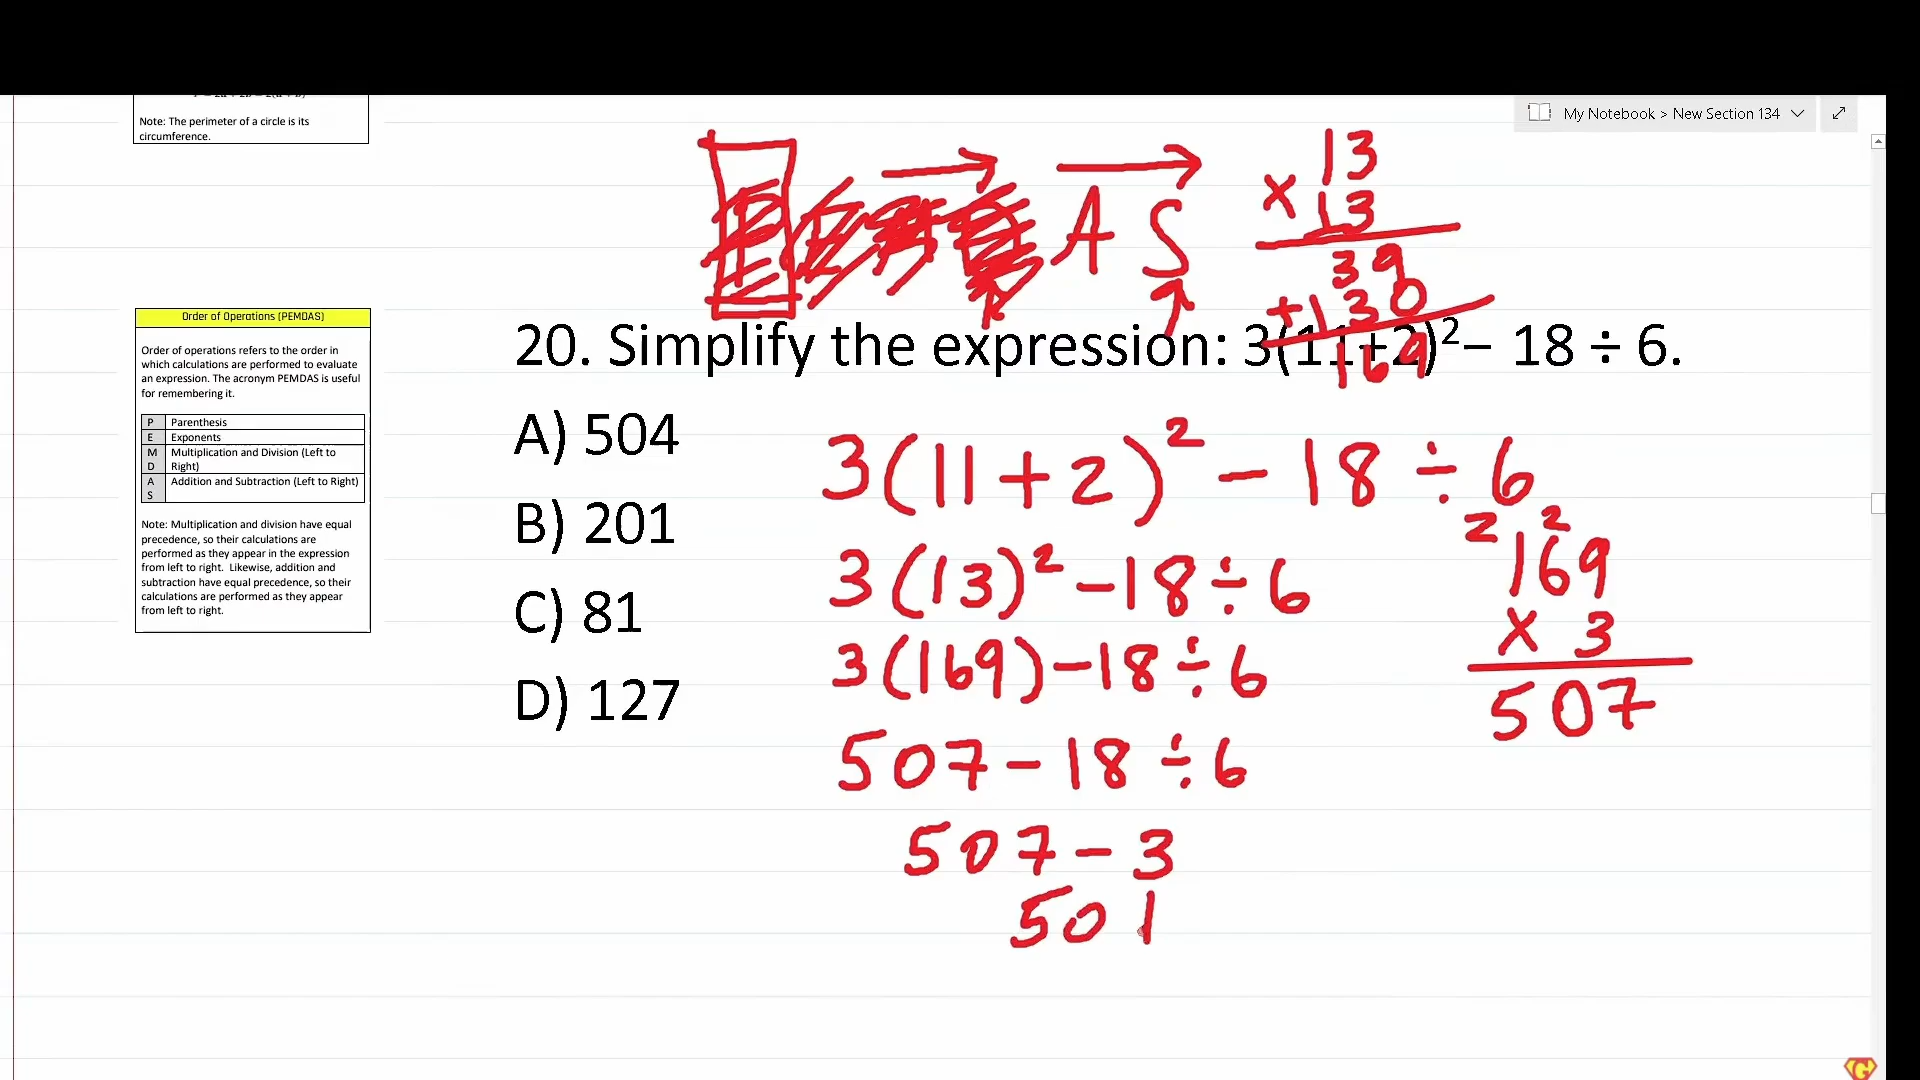 Note: The perimeter of a circle is its
circumference.
My Notebook > New Section 134
A S
13
x 13
39
+130
169
Order of Operations (PEMDAS)
Order of operations refers to the order in
which calculations are performed to evaluate
an expression. The acronym PEMDAS is useful
for remembering it.
P Parenthesis
E Exponents
M Multiplication and Division (Left to
D Right)
A Addition and Subtraction (Left to Right)
S
Note: Multiplication and division have equal
precedence, so their calculations are
performed as they appear in the expression
from left to right. Likewise, addition and
subtraction have equal precedence, so their
calculations are performed as they appear
from left to right.
20. Simplify the expression: 3(11+2)²− 18 ÷ 6.
A) 504
B) 201
C) 81
D) 127
3(11+2)² − 18 ÷ 6
3(13)² − 18 ÷ 6
3(169) − 18 ÷ 6
507 − 18 ÷ 6
507 − 3
501
2 2
169
x 3
507
G